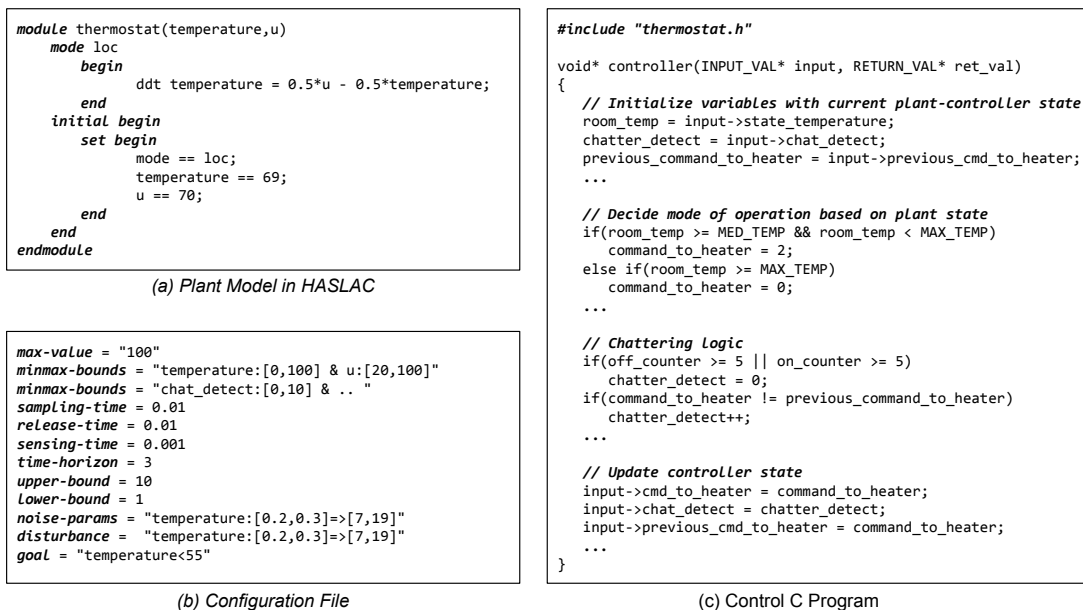 module thermostat(temperature,u)
mode loc
begin
ddt temperature = 0.5*u - 0.5*temperature;
end
initial begin
set begin
mode == loc;
temperature == 69;
u == 70;
end
end
endmodule
(a) Plant Model in HASLAC
max-value = "100"
minmax-bounds = "temperature:[0,100] & u:[20,100]"
minmax-bounds = "chat_detect:[0,10] & .. "
sampling-time = 0.01
release-time = 0.01
sensing-time = 0.001
time-horizon = 3
upper-bound = 10
lower-bound = 1
noise-params = "temperature:[0.2,0.3]=>[7,19]"
disturbance =  "temperature:[0.2,0.3]=>[7,19]"
goal = "temperature<55"
(b) Configuration File
#include "thermostat.h"
void* controller(INPUT_VAL* input, RETURN_VAL* ret_val)
{
// Initialize variables with current plant-controller state
room_temp = input->state_temperature;
chatter_detect = input->chat_detect;
previous_command_to_heater = input->previous_cmd_to_heater;
...
// Decide mode of operation based on plant state
if(room_temp >= MED_TEMP && room_temp < MAX_TEMP)
command_to_heater = 2;
else if(room_temp >= MAX_TEMP)
command_to_heater = 0;
...
// Chattering logic
if(off_counter >= 5 || on_counter >= 5)
chatter_detect = 0;
if(command_to_heater != previous_command_to_heater)
chatter_detect++;
...
// Update controller state
input->cmd_to_heater = command_to_heater;
input->chat_detect = chatter_detect;
input->previous_cmd_to_heater = command_to_heater;
...
}
(c) Control C Program